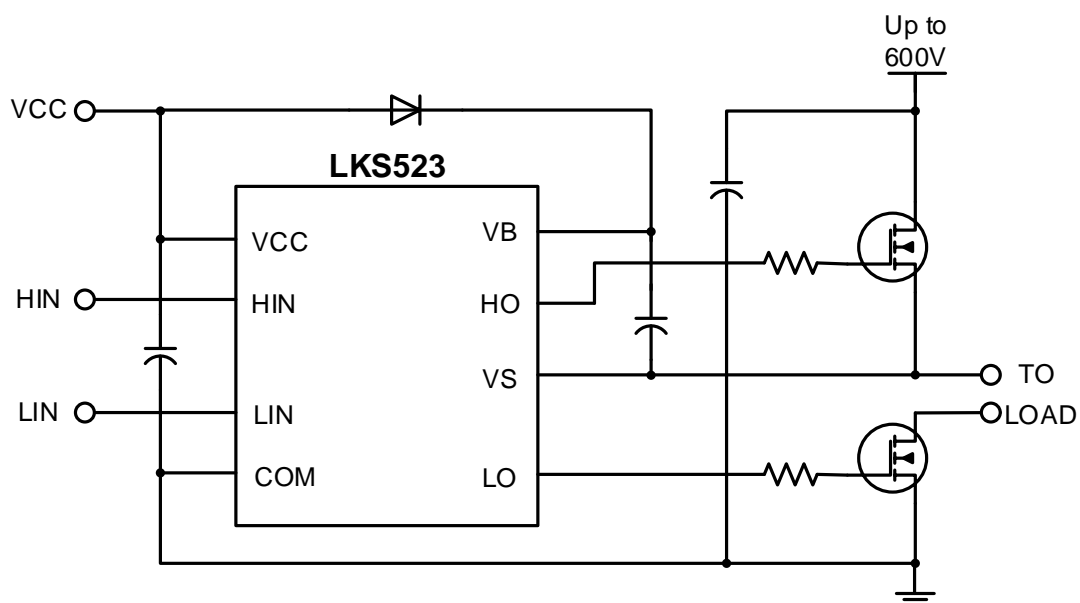 Up to
600V
VCC
LKS523
VCC
VB
HIN
HIN
HO
VS
TO
LIN
LIN
LOAD
COM
LO